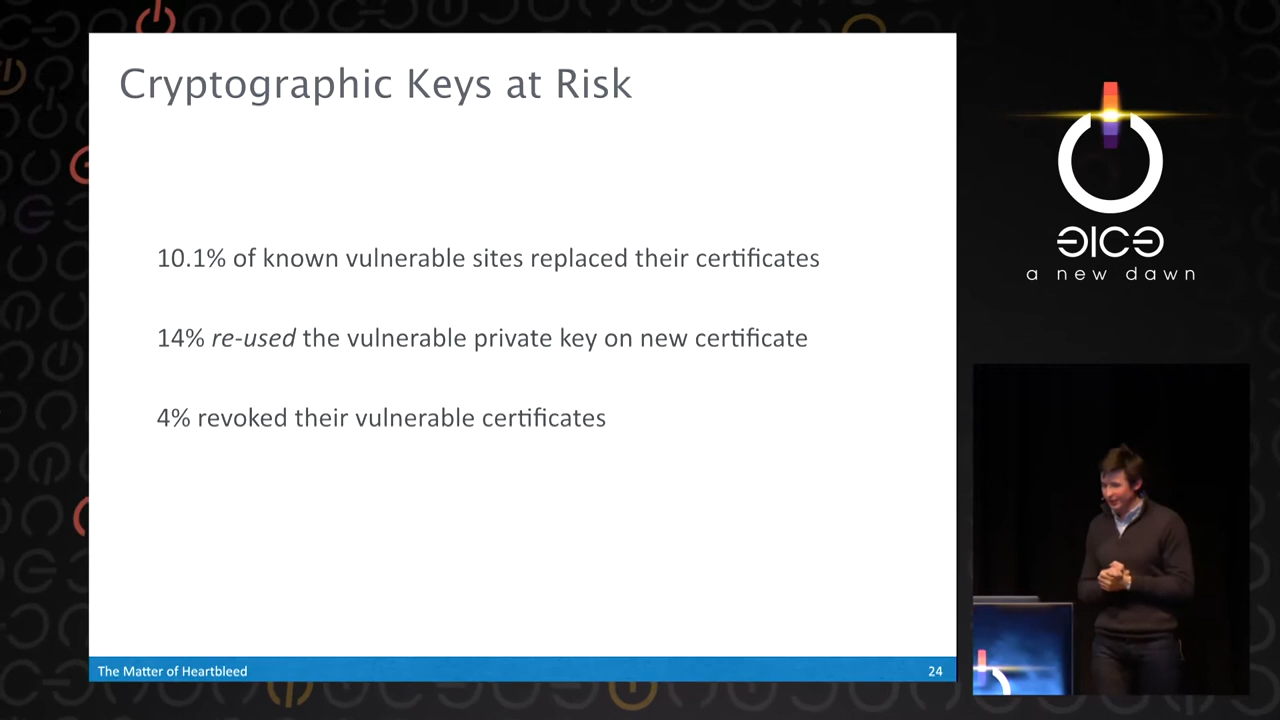 Cryptographic Keys at Risk
10.1% of known vulnerable sites replaced their certificates
14% re-used the vulnerable private key on new certificate
4% revoked their vulnerable certificates
The Matter of Heartbleed
24
a new dawn